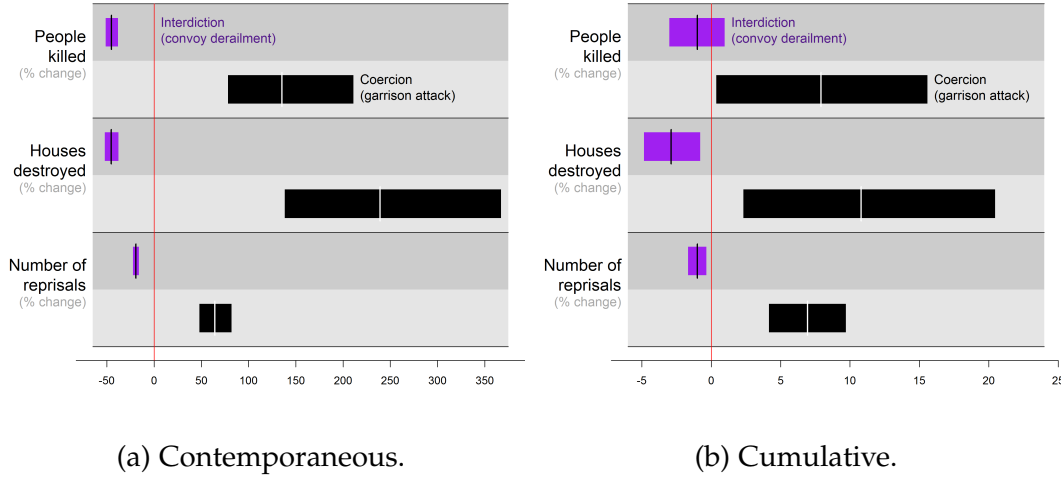 People
killed
(% change)
Interdiction
(convoy derailment)
Coercion
(garrison attack)
Houses
destroyed
(% change)
Number of
reprisals
(% change)
-50 0 50 100 150 200 250 300 350
(a) Contemporaneous.
People
killed
(% change)
Interdiction
(convoy derailment)
Coercion
(garrison attack)
Houses
destroyed
(% change)
Number of
reprisals
(% change)
-5 0 5 10 15 20 25
(b) Cumulative.